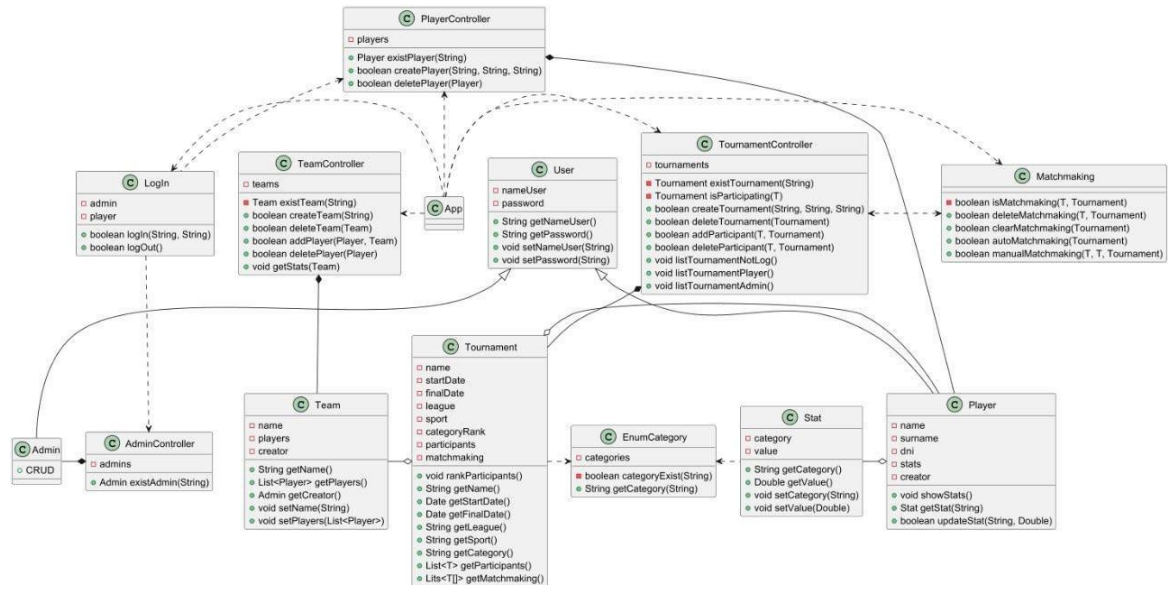 C PlayerController
players
Player existPlayer(String)
boolean createPlayer(String, String, String)
boolean deletePlayer(Player)
C LogIn
admin
player
boolean logIn(String, String)
boolean logOut()
C TeamController
teams
Team existTeam(String)
boolean createTeam(String)
boolean deleteTeam(Team)
boolean addPlayer(Player, Team)
boolean deletePlayer(Player)
void getStats(Team)
C App
C User
nameUser
password
String getNameUser()
String getPassword()
void setNameUser(String)
void setPassword(String)
C TournamentController
tournaments
Tournament existTournament(String)
Tournament isParticipating(T)
boolean createTournament(String, String, String)
boolean deleteTournament(Tournament)
boolean addParticipant(T, Tournament)
boolean deleteParticipant(T, Tournament)
void listTournamentNotLog()
void listTournamentPlayer()
void listTournamentAdmin()
C Matchmaking
boolean isMatchmaking(T, Tournament)
boolean deleteMatchmaking(T, Tournament)
boolean clearMatchmaking(Tournament)
boolean autoMatchmaking(Tournament)
boolean manualMatchmaking(T, T, Tournament)
C Admin
CRUD
C AdminController
admins
Admin existAdmin(String)
C Team
name
players
creator
String getName()
List<Player> getPlayers()
Admin getCreator()
void setName(String)
void setPlayers(List<Player>)
C Tournament
name
startDate
finalDate
league
sport
categoryRank
participants
matchmaking
void rankParticipants()
String getName()
Date getStartDate()
Date getFinalDate()
String getLeague()
String getSport()
String getCategory()
List<T> getParticipants()
Lits<T[]> getMatchmaking()
C EnumCategory
categories
boolean categoryExist(String)
String getCategory(String)
C Stat
category
value
String getCategory()
Double getValue()
void setCategory(String)
void setValue(Double)
C Player
name
surname
dni
stats
creator
void showStats()
Stat getStat(String)
boolean updateStat(String, Double)